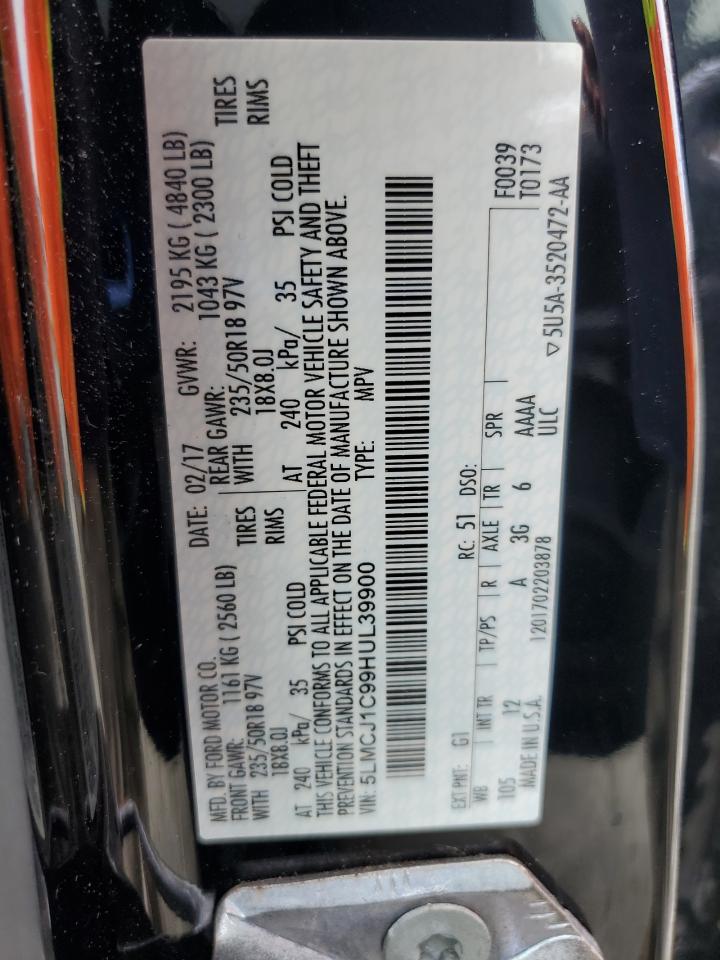 MFD. BY FORD MOTOR CO. DATE: 02/17 GVWR: 2195 KG ( 4840 LB)
FRONT GAWR: 1161 KG ( 2560 LB) REAR GAWR: 1043 KG ( 2300 LB)
WITH 235/50R18 97V TIRES WITH 235/50R18 97V TIRES
18X8.0J RIMS 18X8.0J RIMS
AT 240 kPa/ 35 PSI COLD AT 240 kPa/ 35 PSI COLD
THIS VEHICLE CONFORMS TO ALL APPLICABLE FEDERAL MOTOR VEHICLE SAFETY AND THEFT
PREVENTION STANDARDS IN EFFECT ON THE DATE OF MANUFACTURE SHOWN ABOVE.
VIN: 5LMCJ1C99HUL39900 TYPE: MPV
EXT PNT: G1 RC: 51 DSO:
WB INT TR TP/PS R AXLE TR SPR
105 12 A 3G 6 AAAA
ULC
F0039
T0173
MADE IN U.S.A. 1201702203878 ▽ 5U5A-3520472-AA